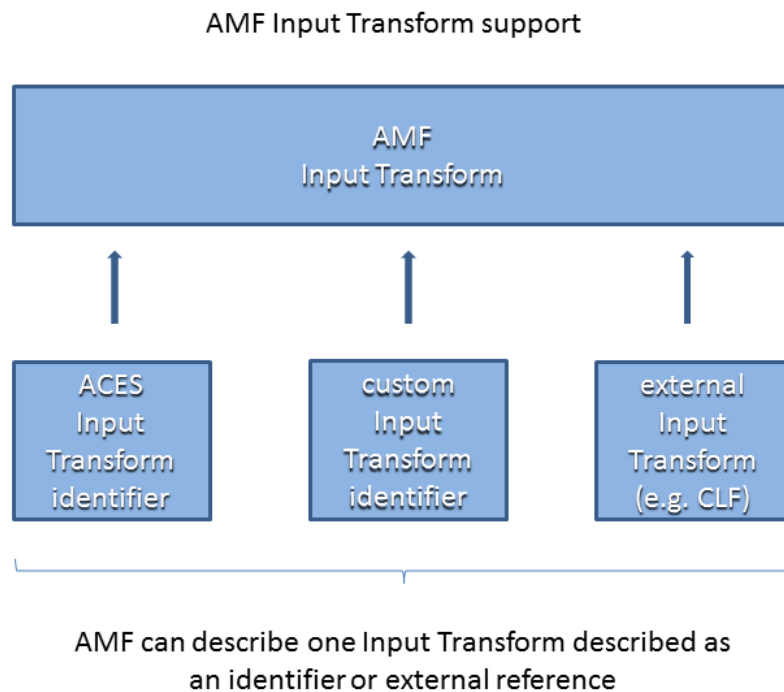 AMF Input Transform support
AMF
Input Transform
ACES
Input
Transform
identifier
custom
Input
Transform
identifier
external
Input
Transform
(e.g. CLF)
AMF can describe one Input Transform described as
an identifier or external reference